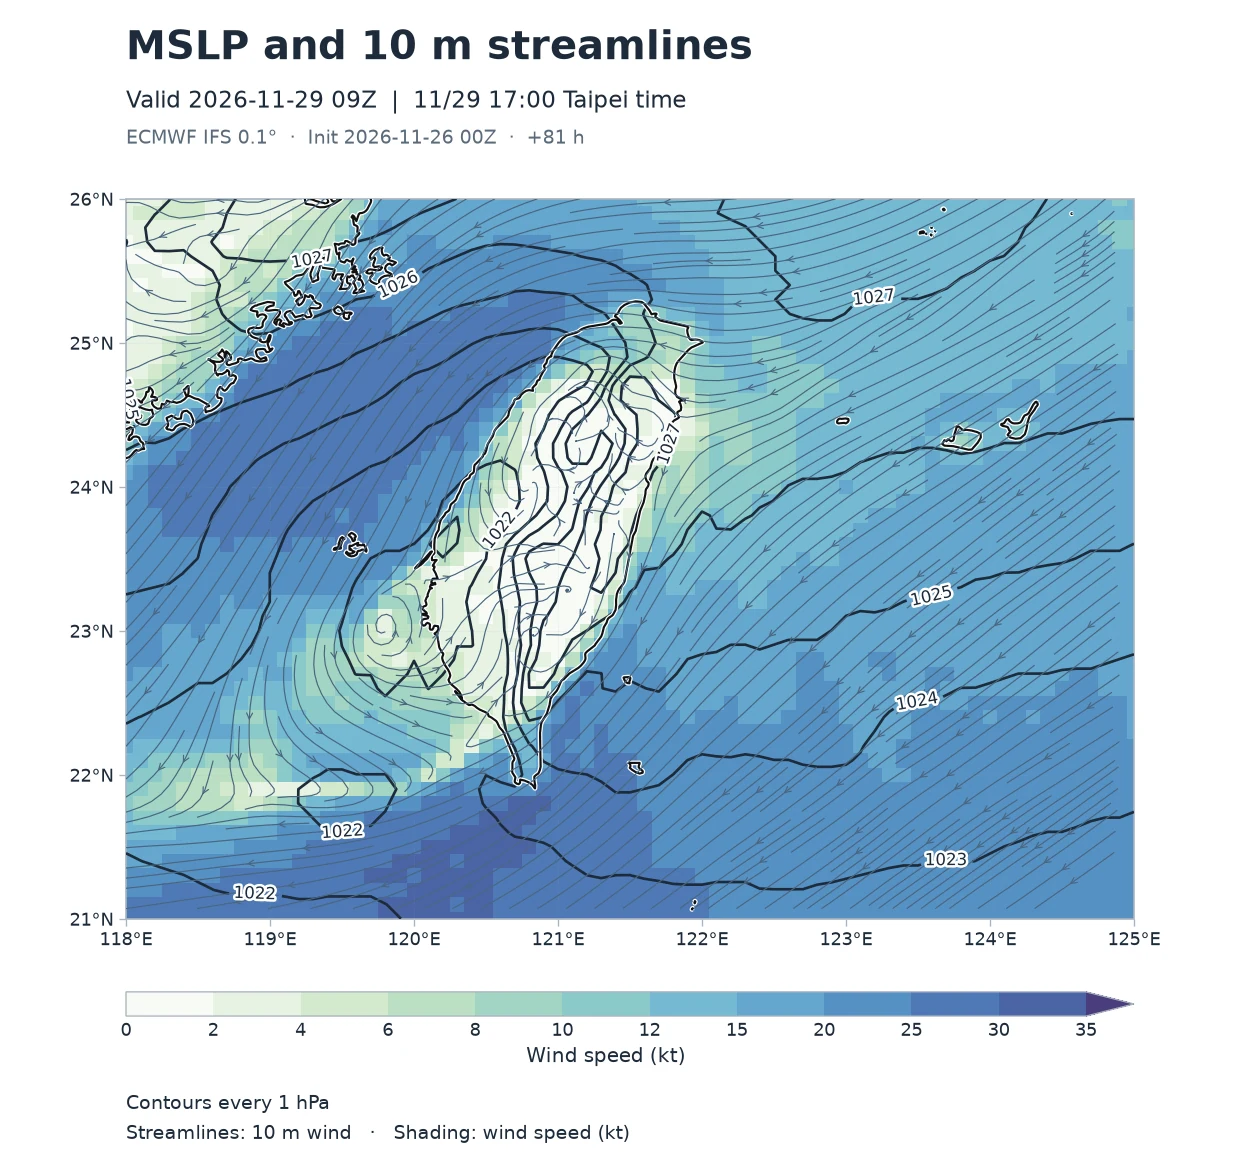 MSLP and 10 m streamlines
Valid 2026-11-29 09Z | 11/29 17:00 Taipei time
ECMWF IFS 0.1° · Init 2026-11-26 00Z · +81 h
26°N
25°N
24°N
23°N
22°N
21°N
1027
1026
1027
1025
1027
1022
1025
1024
1022
1023
1022
118°E 119°E 120°E 121°E 122°E 123°E 124°E 125°E
0 2 4 6 8 10 12 15 20 25 30 35
Wind speed (kt)
Contours every 1 hPa
Streamlines: 10 m wind · Shading: wind speed (kt)